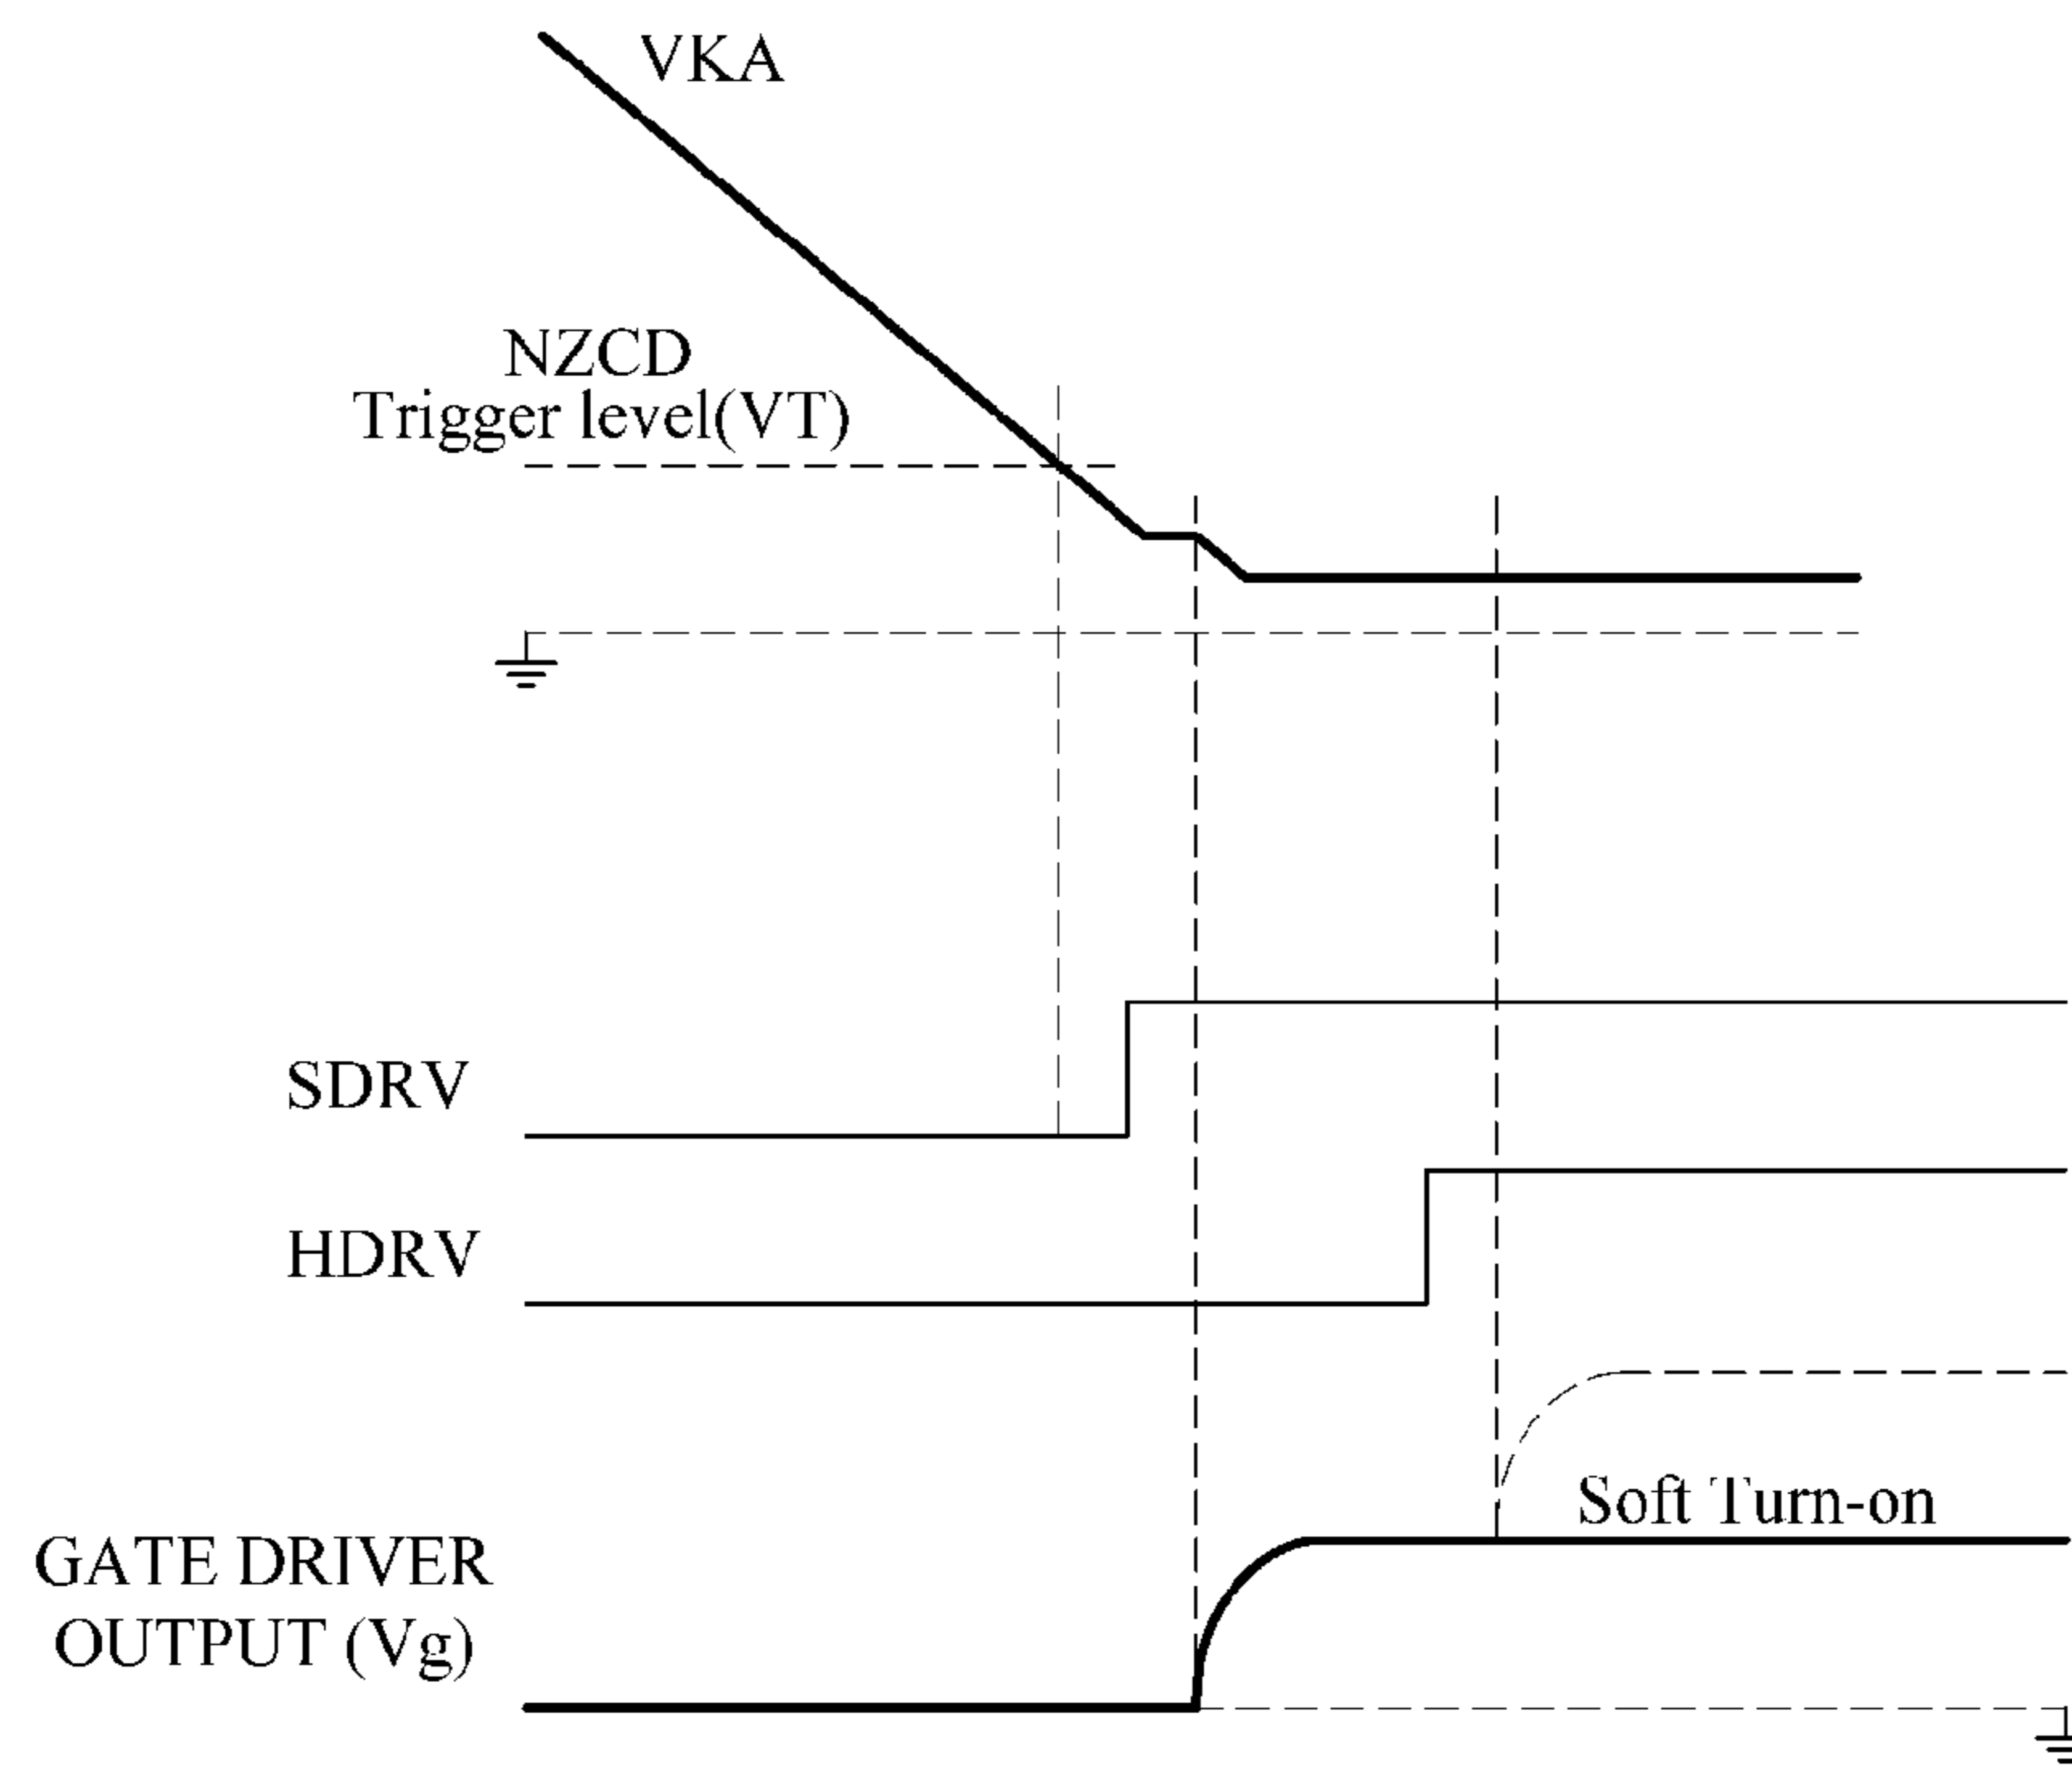 VKA
NZCD
Trigger level(VT)
SDRV
HDRV
Soft Turn-on
GATE DRIVER
OUTPUT (Vg)